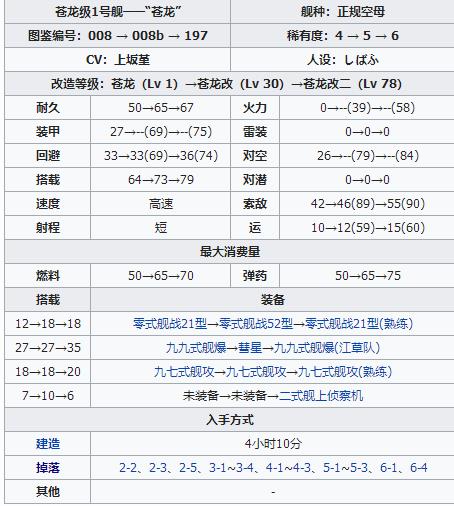 苍龙级1号舰——“苍龙” 舰种：正规空母
图鉴编号：008 → 008b → 197 稀有度：4 → 5 → 6
CV：上坂堇 人设：しばふ
改造等级：苍龙（Lv 1）→苍龙改（Lv 30）→苍龙改二（Lv 78）
耐久 50→65→67 火力 0→--(39)→--(58)
装甲 27→--(69)→--(75) 雷装 0→0→0
回避 33→33(69)→36(74) 对空 26→--(79)→--(84)
搭载 64→73→79 对潜 0→0→0
速度 高速 索敌 42→46(89)→55(90)
射程 短 运 10→12(59)→15(60)
最大消费量
燃料 50→65→70 弹药 50→65→75
搭载 装备
12→18→18 零式舰战21型→零式舰战52型→零式舰战21型(熟练)
27→27→35 九九式舰爆→彗星→九九式舰爆(江草队)
18→18→20 九七式舰攻→九七式舰攻→九七式舰攻(熟练)
7→10→6 未装备→未装备→二式舰上侦察机
入手方式
建造 4小时10分
掉落 2-2、2-3、2-5、3-1~3-4、4-1~4-3、5-1~5-3、6-1、6-4
其他 -